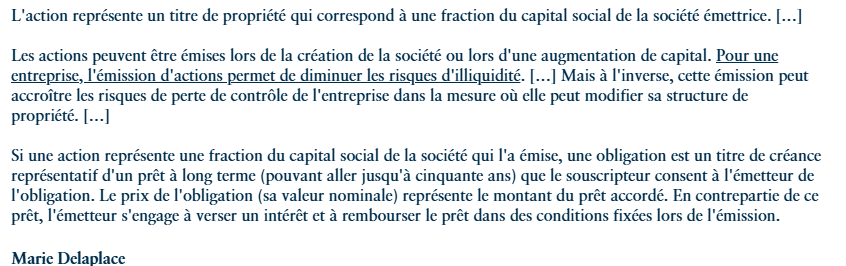 L'action représente un titre de propriété qui correspond à une fraction du capital social de la société émettrice. [...]
Les actions peuvent être émises lors de la création de la société ou lors d'une augmentation de capital. Pour une
entreprise, l'émission d'actions permet de diminuer les risques d'illiquidité. [...] Mais à l'inverse, cette émission peut
accroître les risques de perte de contrôle de l'entreprise dans la mesure où elle peut modifier sa structure de
propriété. [...]
Si une action représente une fraction du capital social de la société qui l'a émise, une obligation est un titre de créance
représentatif d'un prêt à long terme (pouvant aller jusqu'à cinquante ans) que le souscripteur consent à l'émetteur de
l'obligation. Le prix de l'obligation (sa valeur nominale) représente le montant du prêt accordé. En contrepartie de ce
prêt, l'émetteur s'engage à verser un intérêt et à rembourser le prêt dans des conditions fixées lors de l'émission.
Marie Delaplace